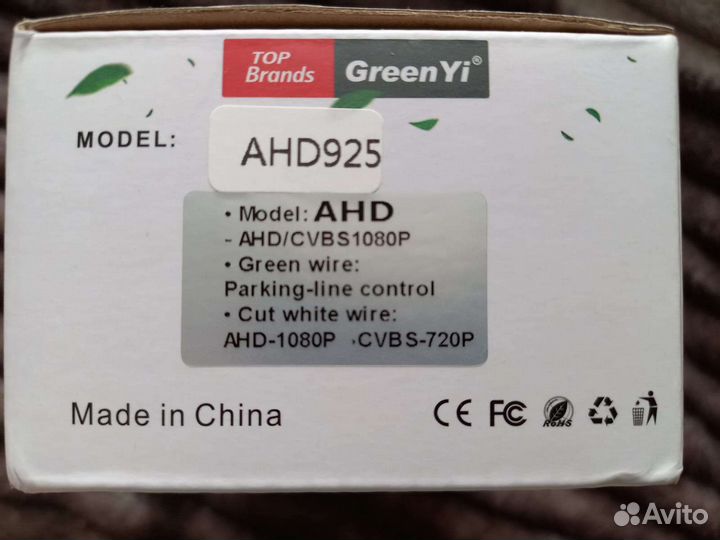 TOP
Brands
GreenYi®
MODEL:
AHD925
• Model: AHD
- AHD/CVBS1080P
• Green wire:
Parking-line control
• Cut white wire:
AHD-1080P →CVBS-720P
Made in China
CE FC
RoHS
Avito